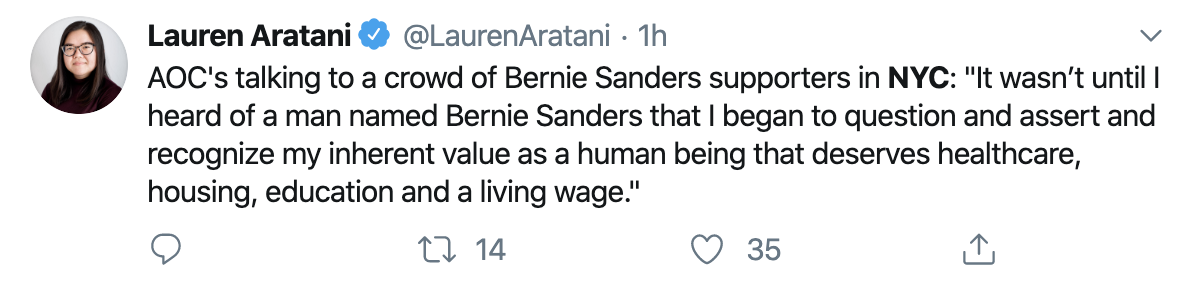 Lauren Aratani @LaurenAratani · 1h
AOC's talking to a crowd of Bernie Sanders supporters in NYC: "It wasn’t until I
heard of a man named Bernie Sanders that I began to question and assert and
recognize my inherent value as a human being that deserves healthcare,
housing, education and a living wage."
14 35